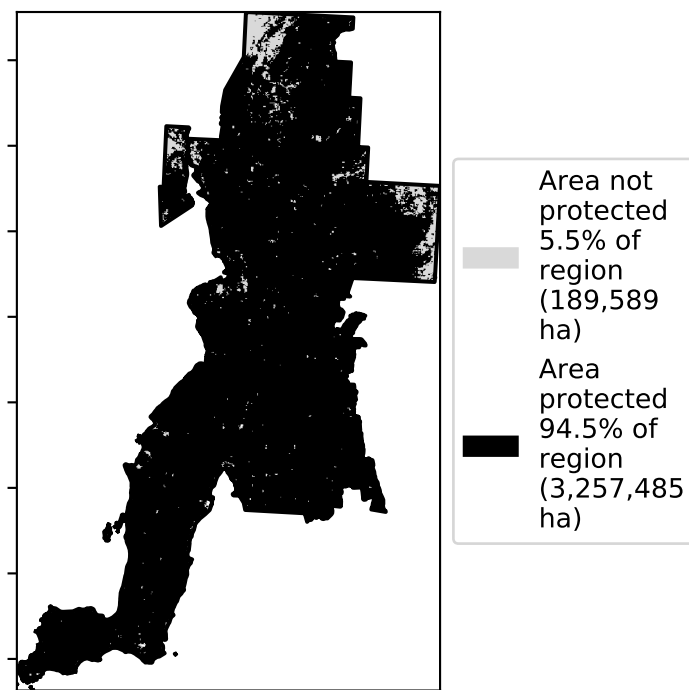 Area not
protected
5.5% of
region
(189,589
ha)
Area
protected
94.5% of
region
(3,257,485
ha)